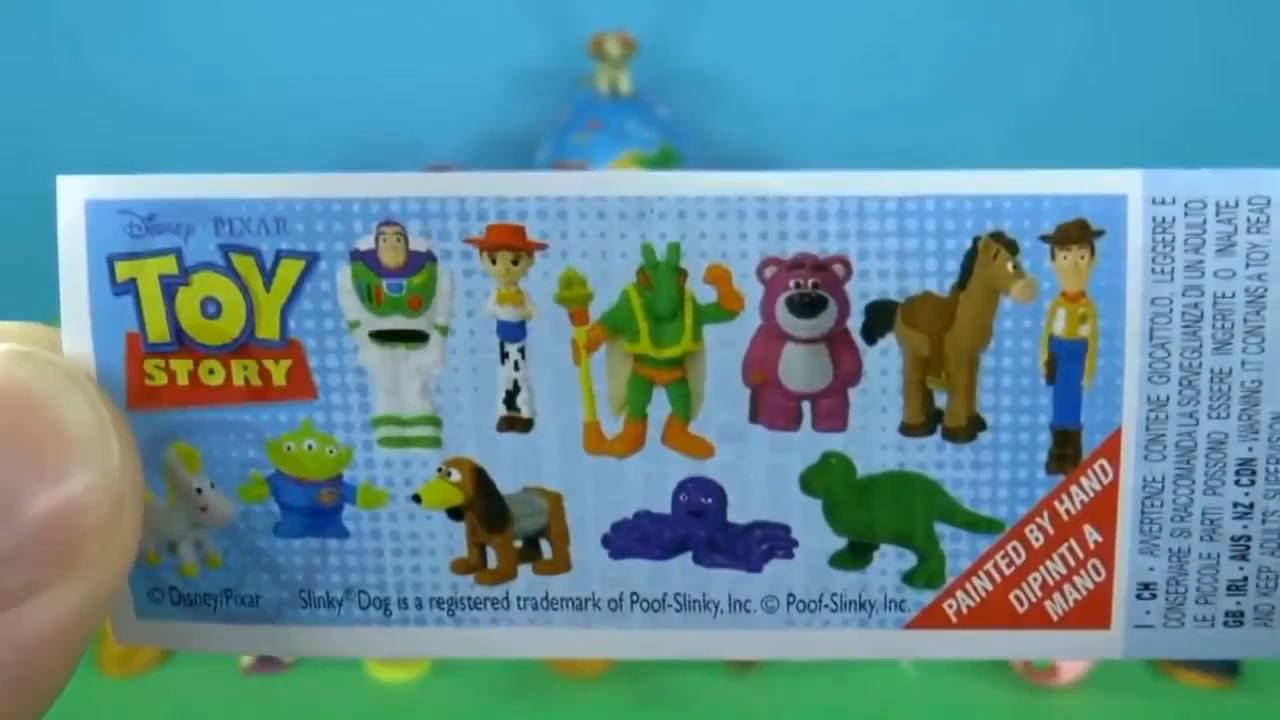 Disney PIXAR
TOY
STORY
© Disney/Pixar
Slinky® Dog is a registered trademark of Poof-Slinky, Inc. © Poof-Slinky, Inc.
PAINTED BY HAND
DIPINTI A
MANO
I - CH - AVVERTENZE. CONTIENE GIOCATTOLO. LEGGERE E
CONSERVARE. SI RACCOMANDA LA SORVEGLIANZA DI UN ADULTO.
LE PICCOLE PARTI POSSONO ESSERE INGERITE O INALATE.
GB - IRL - AUS - NZ - CDN - WARNING. IT CONTAINS A TOY, READ
AND KEEP. ADULTS SUPERVISION